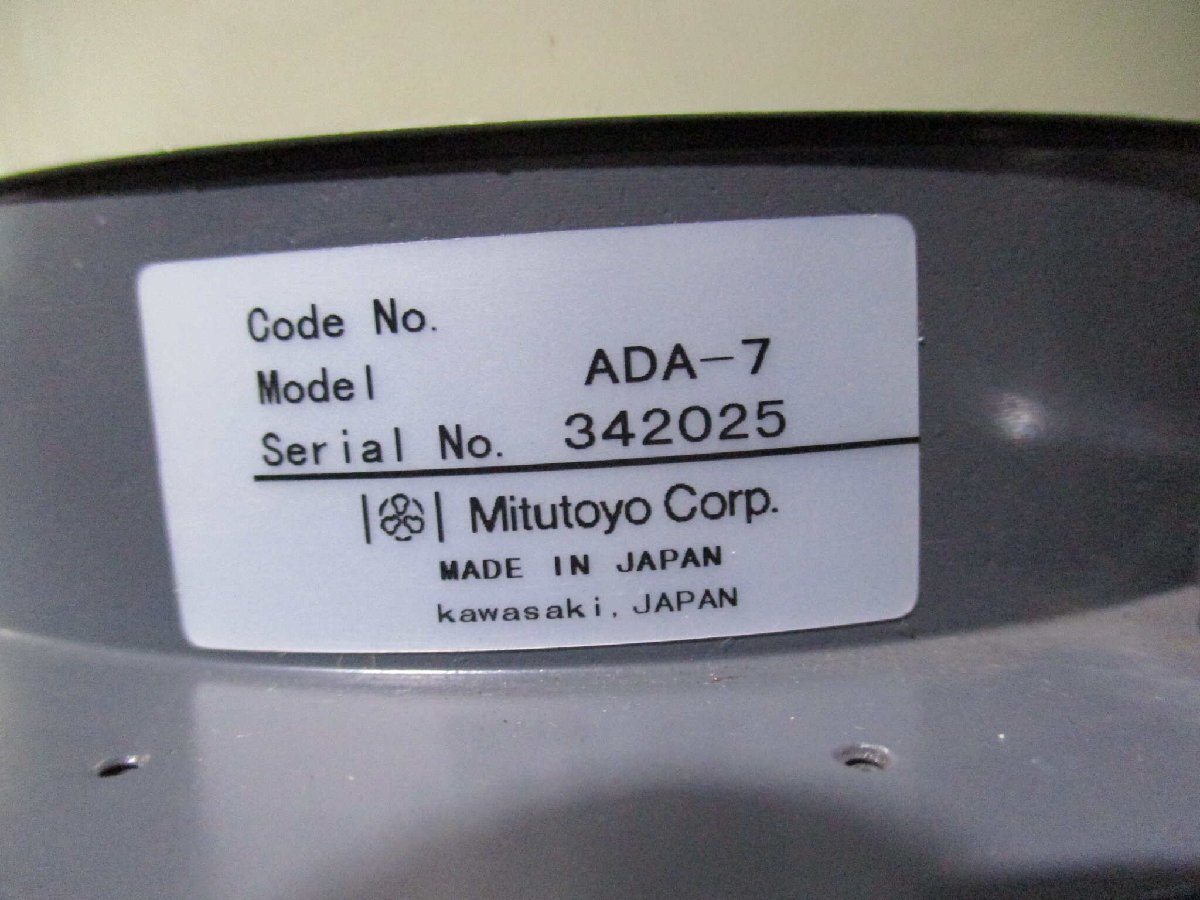 Code No.
Model ADA-7
Serial No. 342025
Mitutoyo Corp.
MADE IN JAPAN
kawasaki, JAPAN